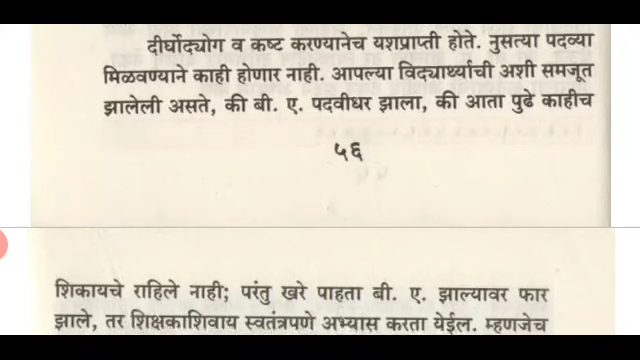 दीर्घोद्योग व कष्ट करण्यानेच यशप्राप्ती होते. नुसत्या पदव्या
मिळवण्याने काही होणार नाही. आपल्या विद्यार्थ्याची अशी समजूत
झालेली असते, की बी. ए. पदवीधर झाला, की आता पुढे काहीच
५६
शिकायचे राहिले नाही; परंतु खरे पाहता बी. ए. झाल्यावर फार
झाले, तर शिक्षकाशिवाय स्वतंत्रपणे अभ्यास करता येईल. म्हणजेच